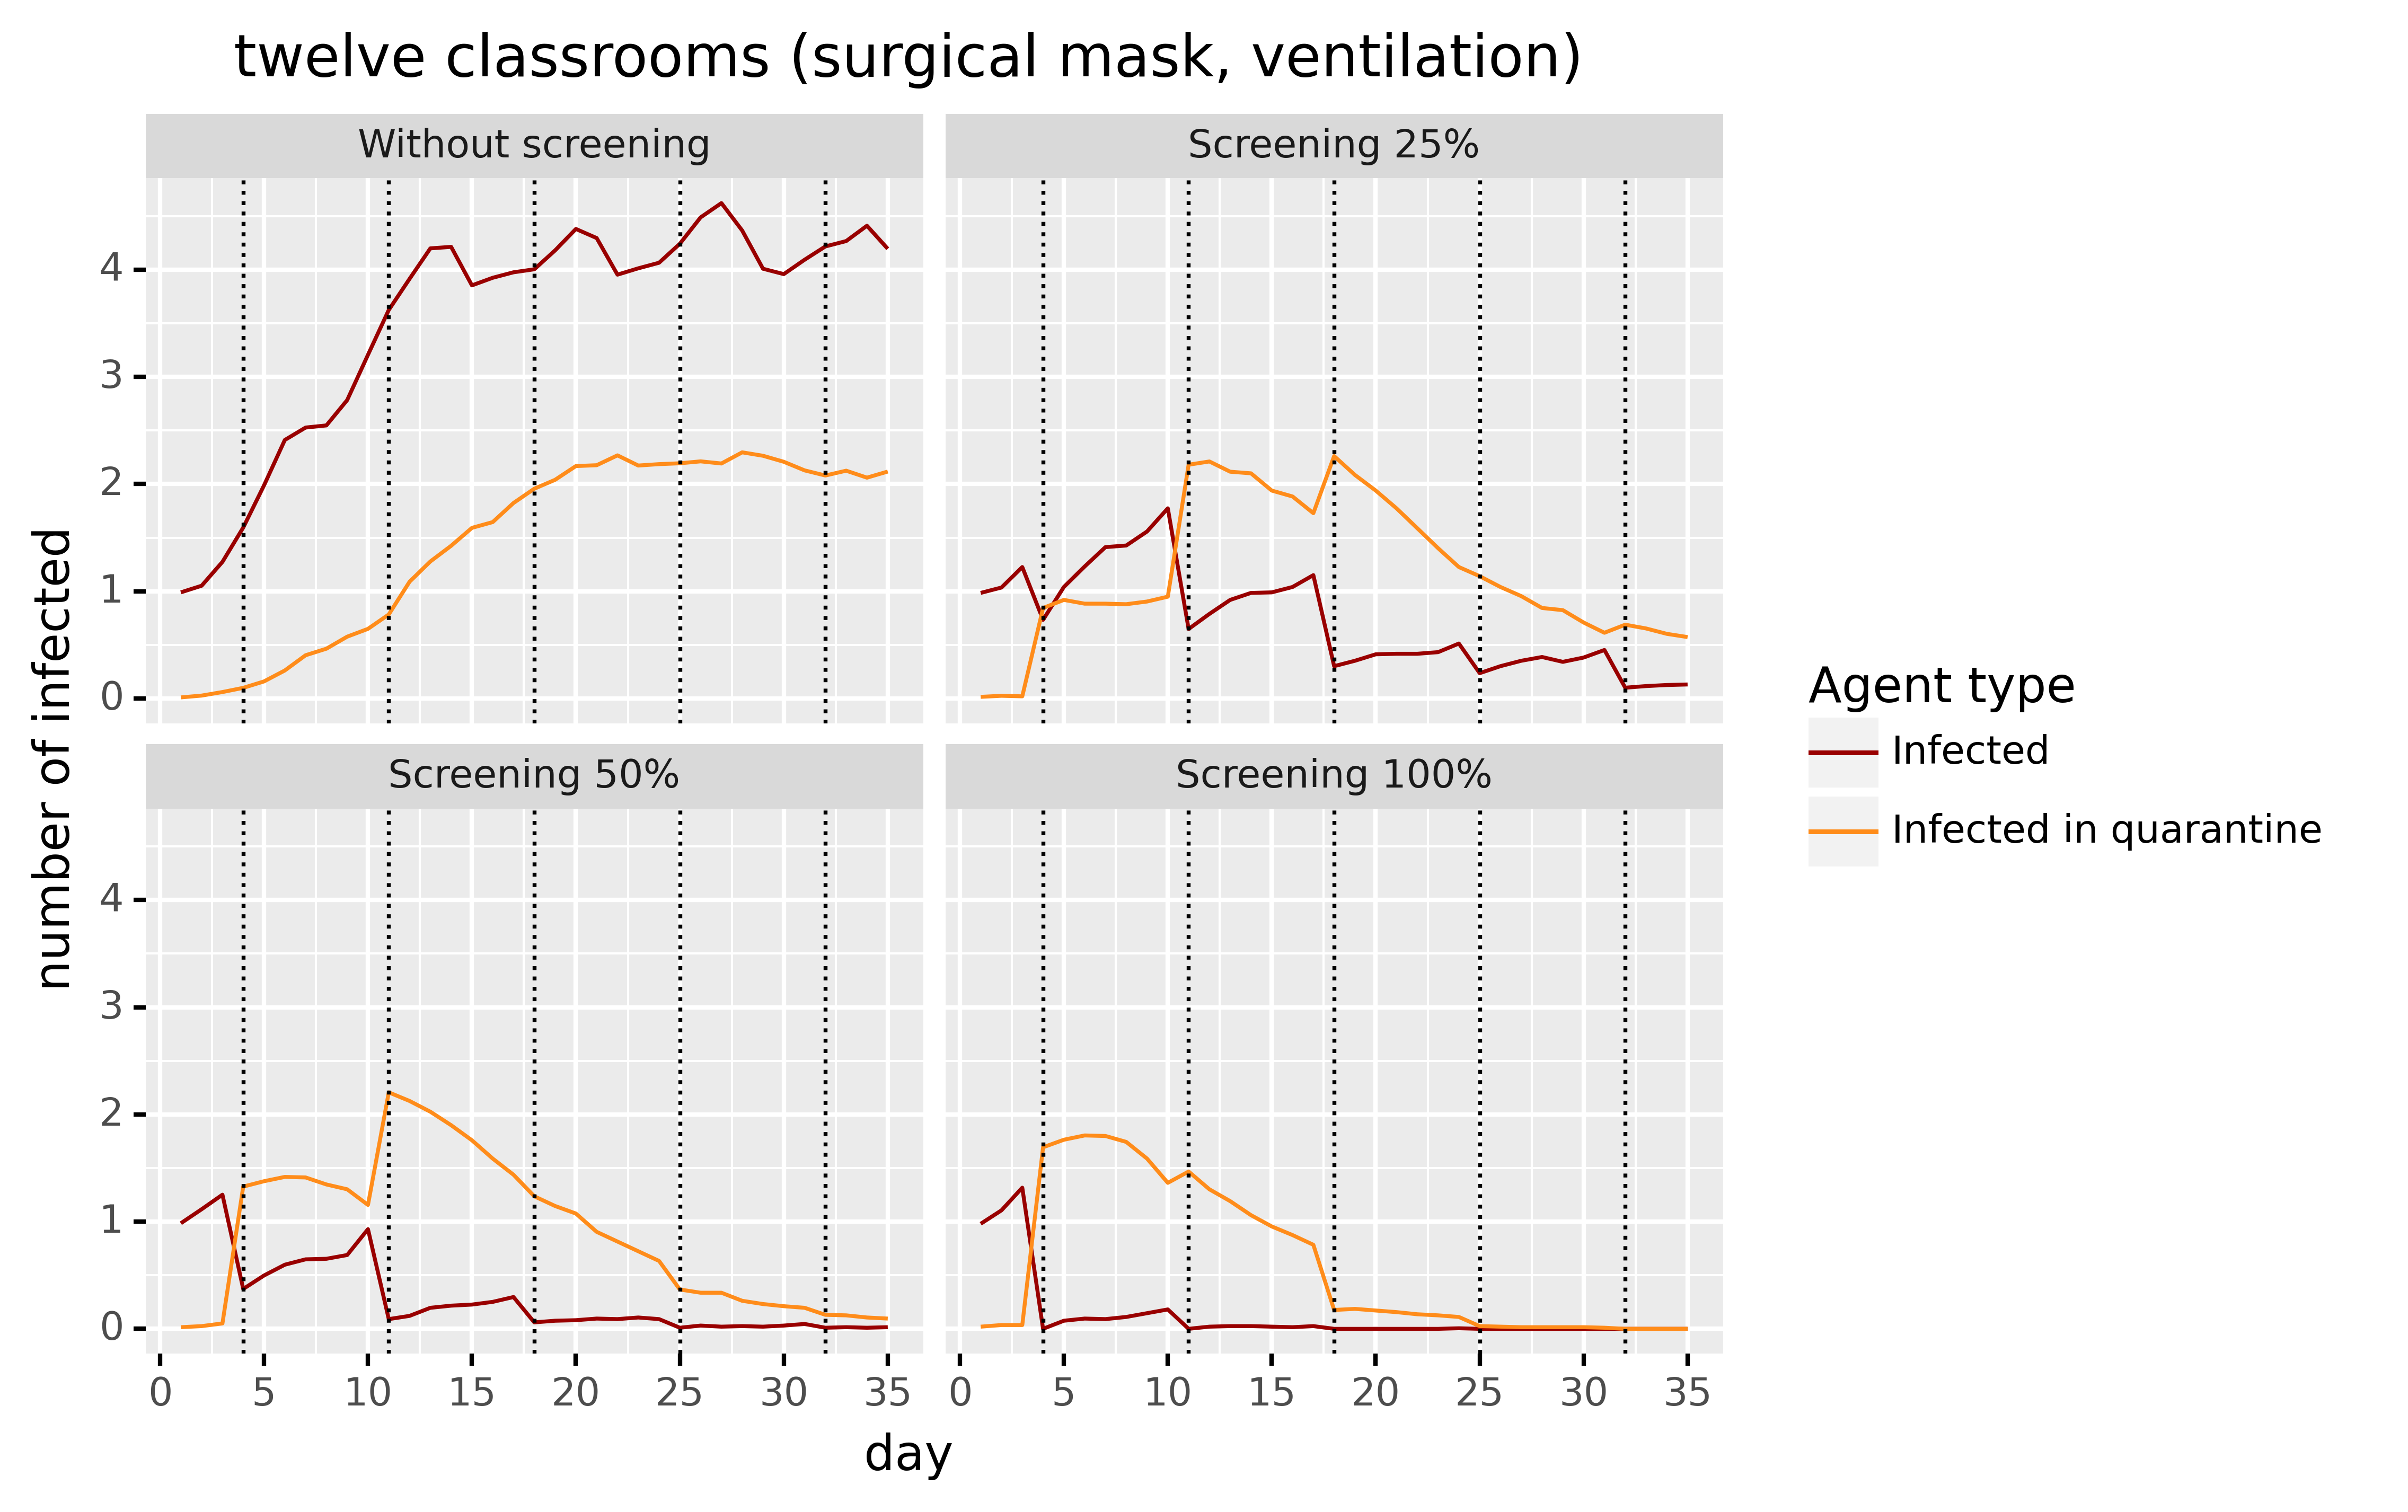 twelve classrooms (surgical mask, ventilation)
Without screening
Screening 25%
4
3
2
1
0
Screening 50%
Screening 100%
4
3
2
1
0
0 5 10 15 20 25 30 35
0 5 10 15 20 25 30 35
day
number of infected
Agent type
Infected
Infected in quarantine